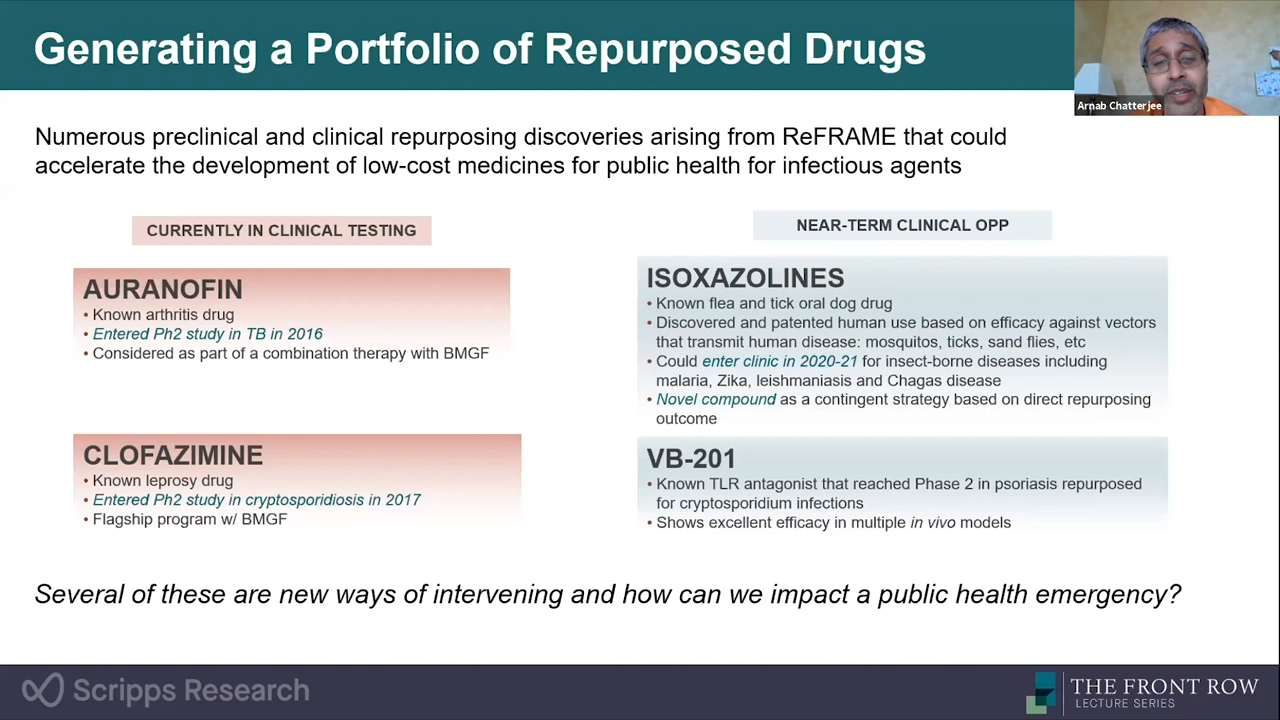 Generating a Portfolio of Repurposed Drugs
Arnab Chatterjee
Numerous preclinical and clinical repurposing discoveries arising from ReFRAME that could
accelerate the development of low-cost medicines for public health for infectious agents
CURRENTLY IN CLINICAL TESTING
AURANOFIN
• Known arthritis drug
• Entered Ph2 study in TB in 2016
• Considered as part of a combination therapy with BMGF
CLOFAZIMINE
• Known leprosy drug
• Entered Ph2 study in cryptosporidiosis in 2017
• Flagship program w/ BMGF
NEAR-TERM CLINICAL OPP
ISOXAZOLINES
• Known flea and tick oral dog drug
• Discovered and patented human use based on efficacy against vectors
that transmit human disease: mosquitos, ticks, sand flies, etc
• Could enter clinic in 2020-21 for insect-borne diseases including
malaria, Zika, leishmaniasis and Chagas disease
• Novel compound as a contingent strategy based on direct repurposing
outcome
VB-201
• Known TLR antagonist that reached Phase 2 in psoriasis repurposed
for cryptosporidium infections
• Shows excellent efficacy in multiple in vivo models
Several of these are new ways of intervening and how can we impact a public health emergency?
Scripps Research
THE FRONT ROW
LECTURE SERIES